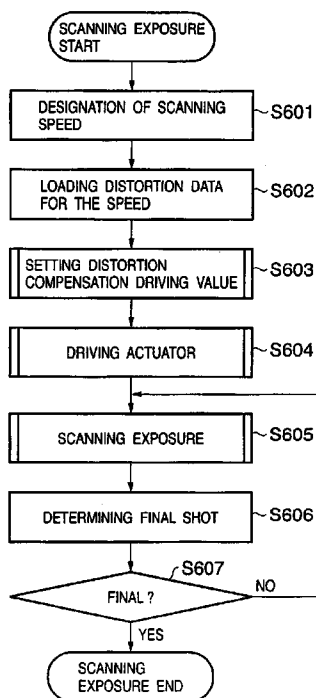 SCANNING EXPOSURE
START
DESIGNATION OF SCANNING
SPEED
S601
LOADING DISTORTION DATA
FOR THE SPEED
S602
SETTING DISTORTION
COMPENSATION DRIVING VALUE
S603
DRIVING ACTUATOR
S604
SCANNING EXPOSURE
S605
DETERMINING FINAL SHOT
S606
S607
FINAL ?
NO
YES
SCANNING
EXPOSURE END